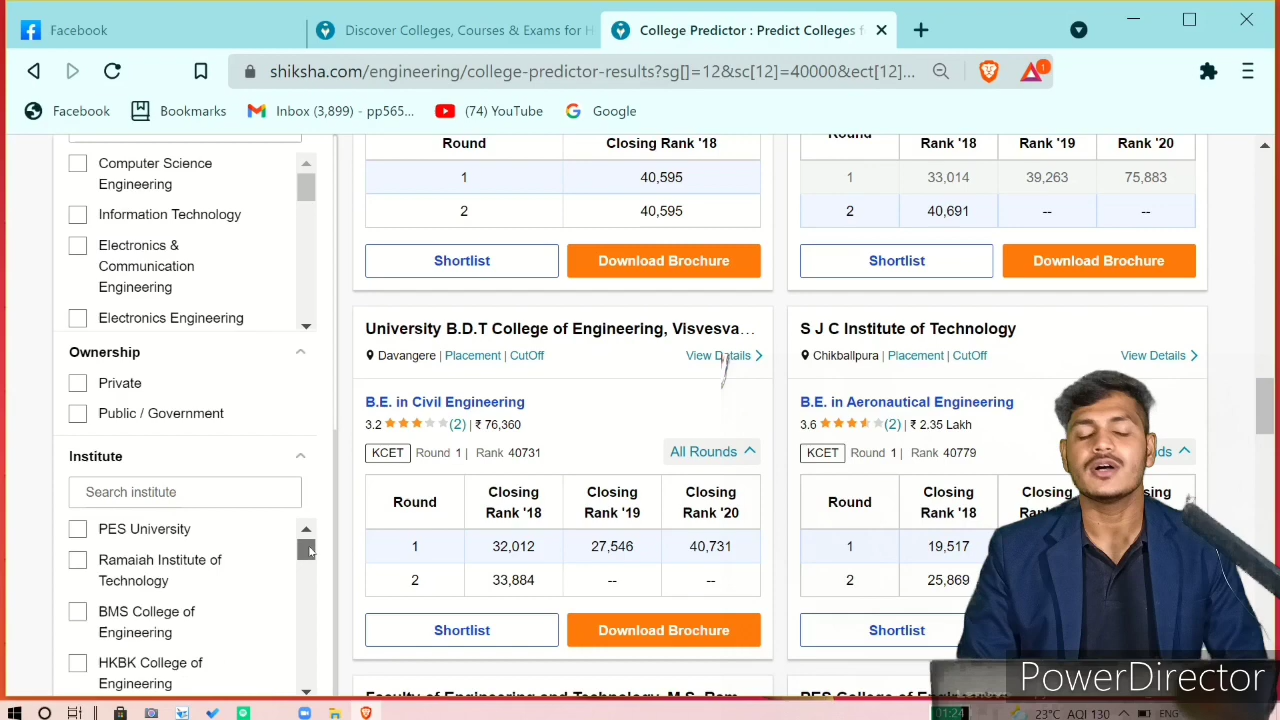 Facebook
Discover Colleges, Courses & Exams for H
College Predictor : Predict Colleges f
shiksha.com/engineering/college-predictor-results?sg[]=12&sc[12]=40000&ect[12]...
1
Facebook
Bookmarks
Inbox (3,899) - pp565...
(74) YouTube
Google
Computer Science
Engineering
Information Technology
Electronics &
Communication
Engineering
Electronics Engineering
Ownership
Private
Public / Government
Institute
Search institute
PES University
Ramaiah Institute of
Technology
BMS College of
Engineering
HKBK College of
Engineering
Round Closing Rank '18
1 40,595
2 40,595
Shortlist Download Brochure
Round Rank '18 Rank '19 Rank '20
1 33,014 39,263 75,883
2 40,691 -- --
Shortlist Download Brochure
University B.D.T College of Engineering, Visvesva...
Davangere | Placement | CutOff View Details
B.E. in Civil Engineering
3.2 (2) | ₹ 76,360
KCET Round 1 | Rank 40731 All Rounds
Round Closing Rank '18 Closing Rank '19 Closing Rank '20
1 32,012 27,546 40,731
2 33,884 -- --
Shortlist Download Brochure
S J C Institute of Technology
Chikballpura | Placement | CutOff View Details
B.E. in Aeronautical Engineering
3.6 (2) | ₹ 2.35 Lakh
KCET Round 1 | Rank 40779
Round Closing Rank '18
1 19,517
2 25,869
Shortlist
PowerDirector
01:24
23°C AQI 130 ENG